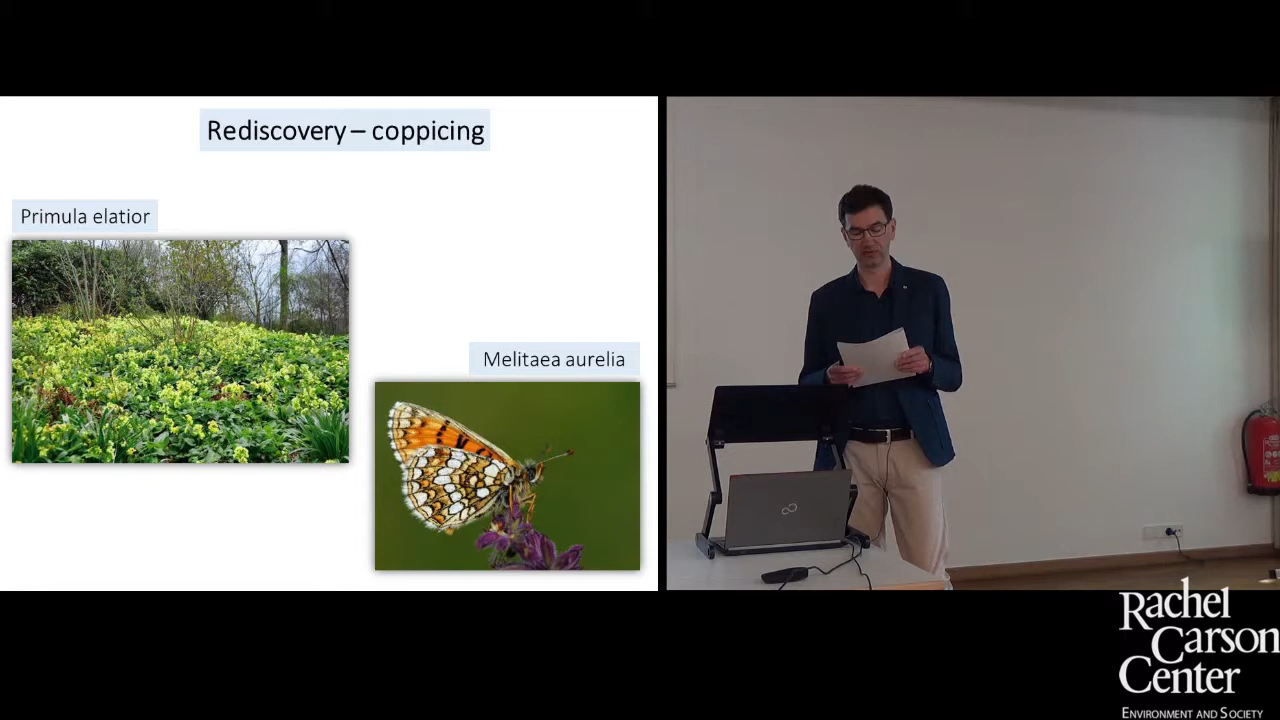 Rediscovery – coppicing
Primula elatior
Melitaea aurelia
Rachel
Carson
Center
Environment and Society